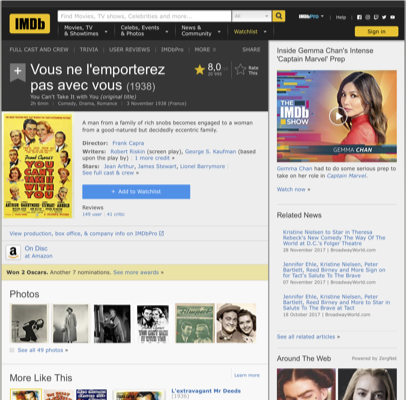 IMDb
Find Movies, TV shows, Celebrities and more...
All
IMDbPro
Help
Movies, TV
& Showtimes
Celebs, Events
& Photos
News &
Community
Watchlist
Sign in
FULL CAST AND CREW
TRIVIA
USER REVIEWS
IMDbPro
MORE
SHARE
Vous ne l'emporterez
pas avec vous (1938)
You Can't Take It with You (original title)
2h 6min | Comedy, Drama, Romance | 3 November 1938 (France)
8,0
Rate
This
A man from a family of rich snobs becomes engaged to a woman
from a good-natured but decidedly eccentric family.
Director: Frank Capra
Writers: Robert Riskin (screen play), George S. Kaufman (based
upon the play by) | 1 more credit »
Stars: Jean Arthur, James Stewart, Lionel Barrymore |
See full cast & crew »
+ Add to Watchlist
Reviews
149 user | 41 critic
Frank Capra's
YOU
CAN'T
TAKE IT
WITH YOU
View production, box office, & company info on IMDbPro
On Disc
at Amazon
Won 2 Oscars. Another 7 nominations. See more awards »
Photos
See all 49 photos »
More Like This
Learn more
L'extravagant Mr Deeds
(1936)
Inside Gemma Chan's Intense
'Captain Marvel' Prep
THE
IMDb
SHOW
GEMMA CHAN
Gemma Chan had to do some serious prep to
take on her role in Captain Marvel.
Watch now »
Related News
Kristine Nielsen to Star in Theresa
Rebeck's New Comedy The Way Of The
World at D.C.'s Folger Theatre
28 November 2017 | BroadwayWorld.com
Jennifer Ehle, Kristine Nielsen, Peter
Bartlett, Reed Birney and More Sign on
for Tact's Salute To The Brave
07 November 2017 | BroadwayWorld.com
Jennifer Ehle, Kristine Nielsen, Peter
Bartlett, Reed Birney and More Set for
Tact's Salute To The Brave
18 October 2017 | BroadwayWorld.com
See all related articles »
Around The Web
Powered by ZergNet